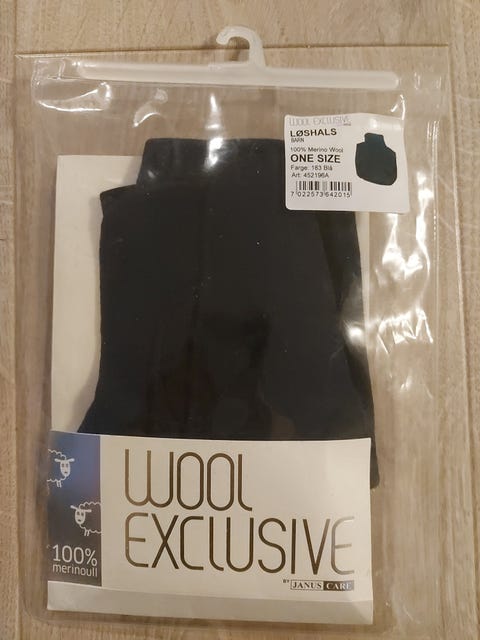 WOOL EXCLUSIVE
LØSHALS
BARN
100% Merino Wool
ONE SIZE
Farge: 183 Blå
Art: 452196A
7 022573 642015
WOOL
EXCLUSIVE
100%
merinoull
BY JANUS CARE